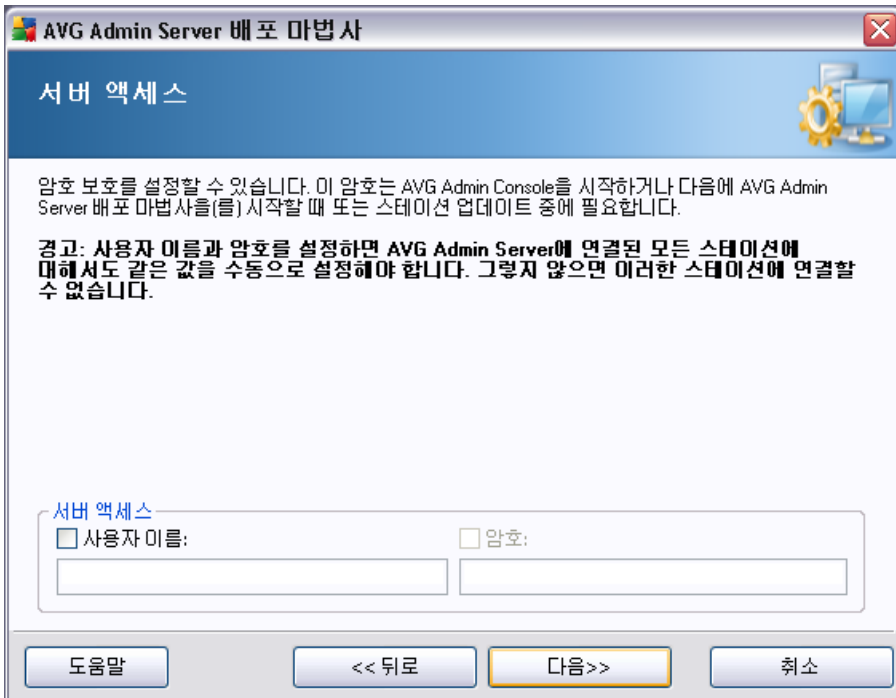 AVG Admin Server 배포 마법사
서버 액세스
암호 보호를 설정할 수 있습니다. 이 암호는 AVG Admin Console을 시작하거나 다음에 AVG Admin
Server 배포 마법사을(를) 시작할 때 또는 스테이션 업데이트 중에 필요합니다.
경고: 사용자 이름과 암호를 설정하면 AVG Admin Server에 연결된 모든 스테이션에
대해서도 같은 값을 수동으로 설정해야 합니다. 그렇지 않으면 이러한 스테이션에 연결할
수 없습니다.
서버 액세스
사용자 이름: 암호:
도움말 << 뒤로 다음>> 취소